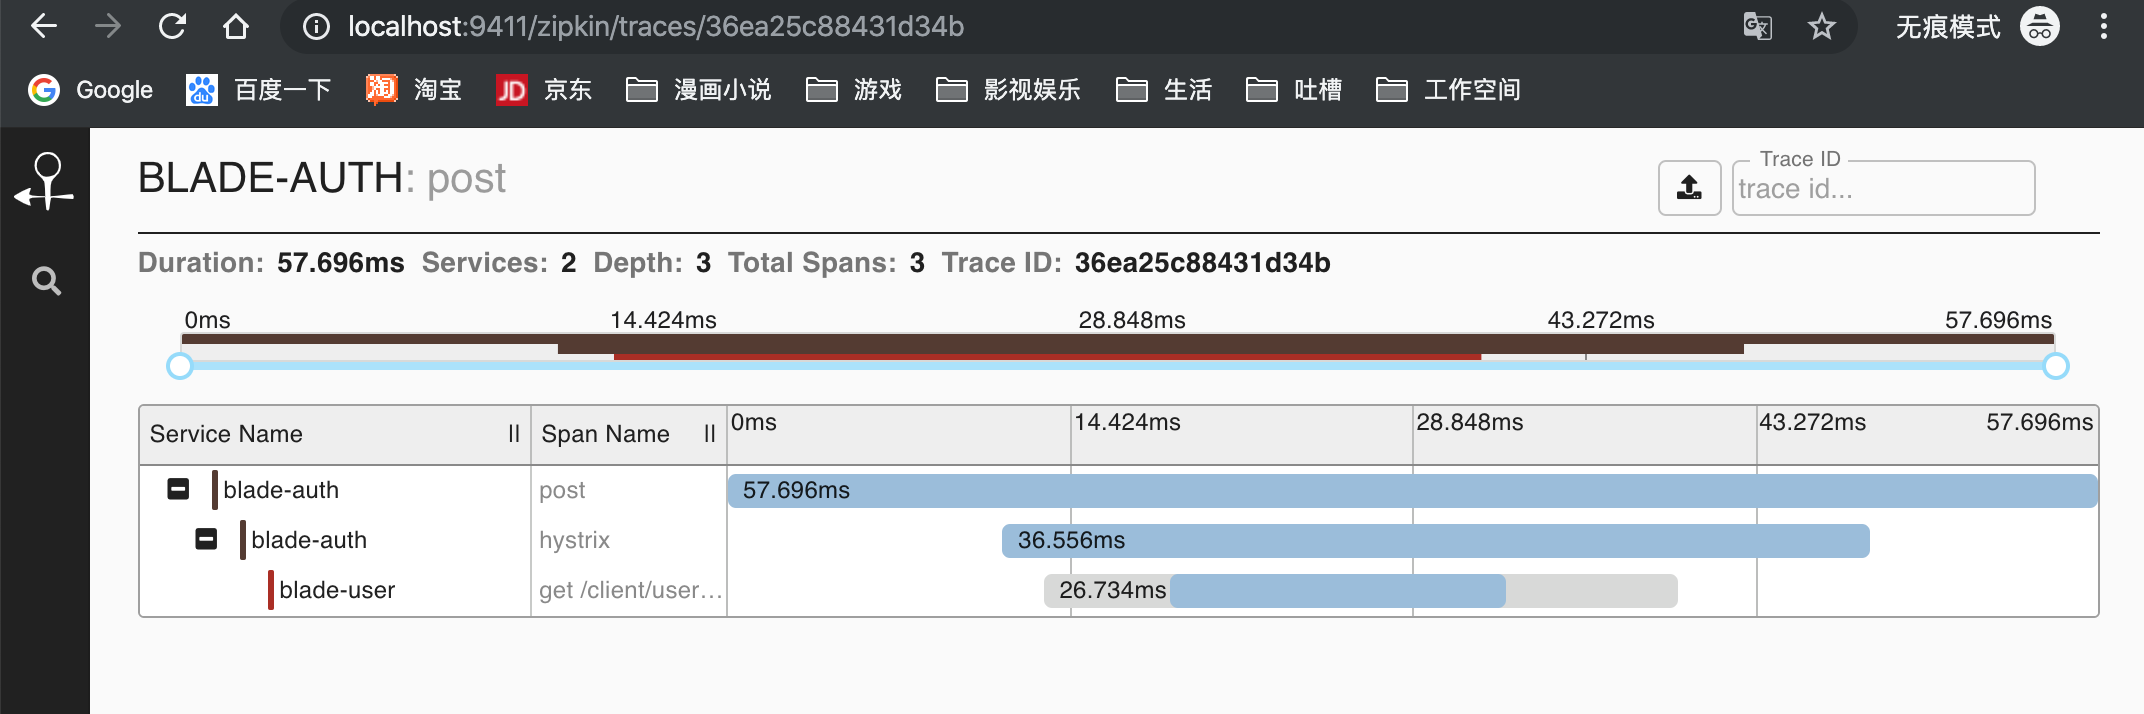 localhost:9411/zipkin/traces/36ea25c88431d34b 无痕模式
Google du 百度一下 淘 淘宝 JD 京东 漫画小说 游戏 影视娱乐 生活 吐槽 工作空间
BLADE-AUTH: post
Trace ID
trace id...
Duration: 57.696ms Services: 2 Depth: 3 Total Spans: 3 Trace ID: 36ea25c88431d34b
0ms 14.424ms 28.848ms 43.272ms 57.696ms
Service Name Span Name 0ms 14.424ms 28.848ms 43.272ms 57.696ms
blade-auth post 57.696ms
blade-auth hystrix 36.556ms
blade-user get /client/user... 26.734ms